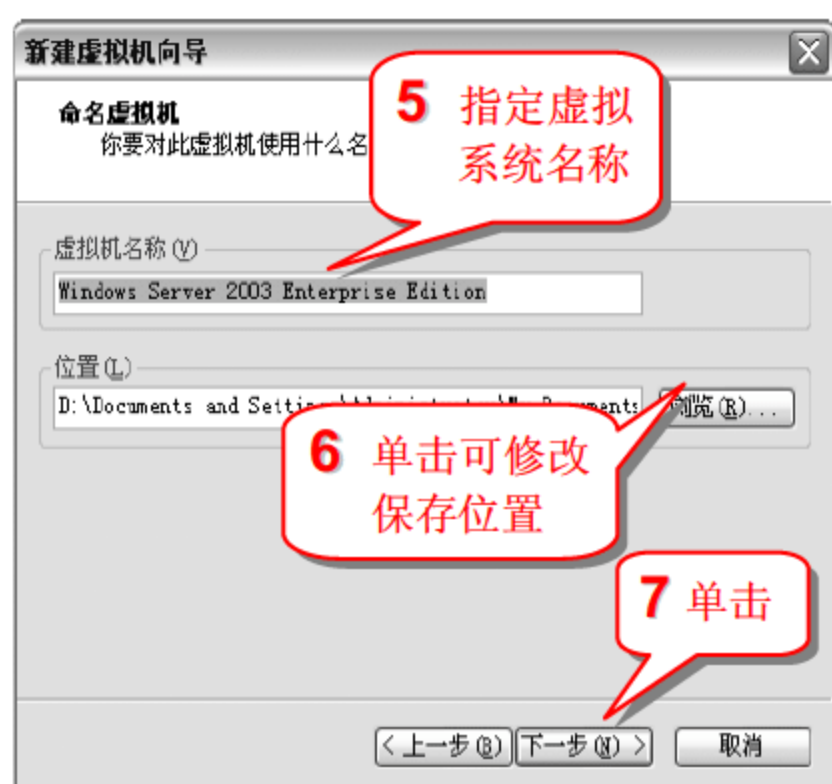 新建虚拟机向导
命名虚拟机
你要对此虚拟机使用什么名
5 指定虚拟
系统名称
虚拟机名称(V)
Windows Server 2003 Enterprise Edition
位置(L)
D:\Documents and
浏览(R)...
6 单击可修改
保存位置
7 单击
< 上一步(B)
下一步(N) >
取消